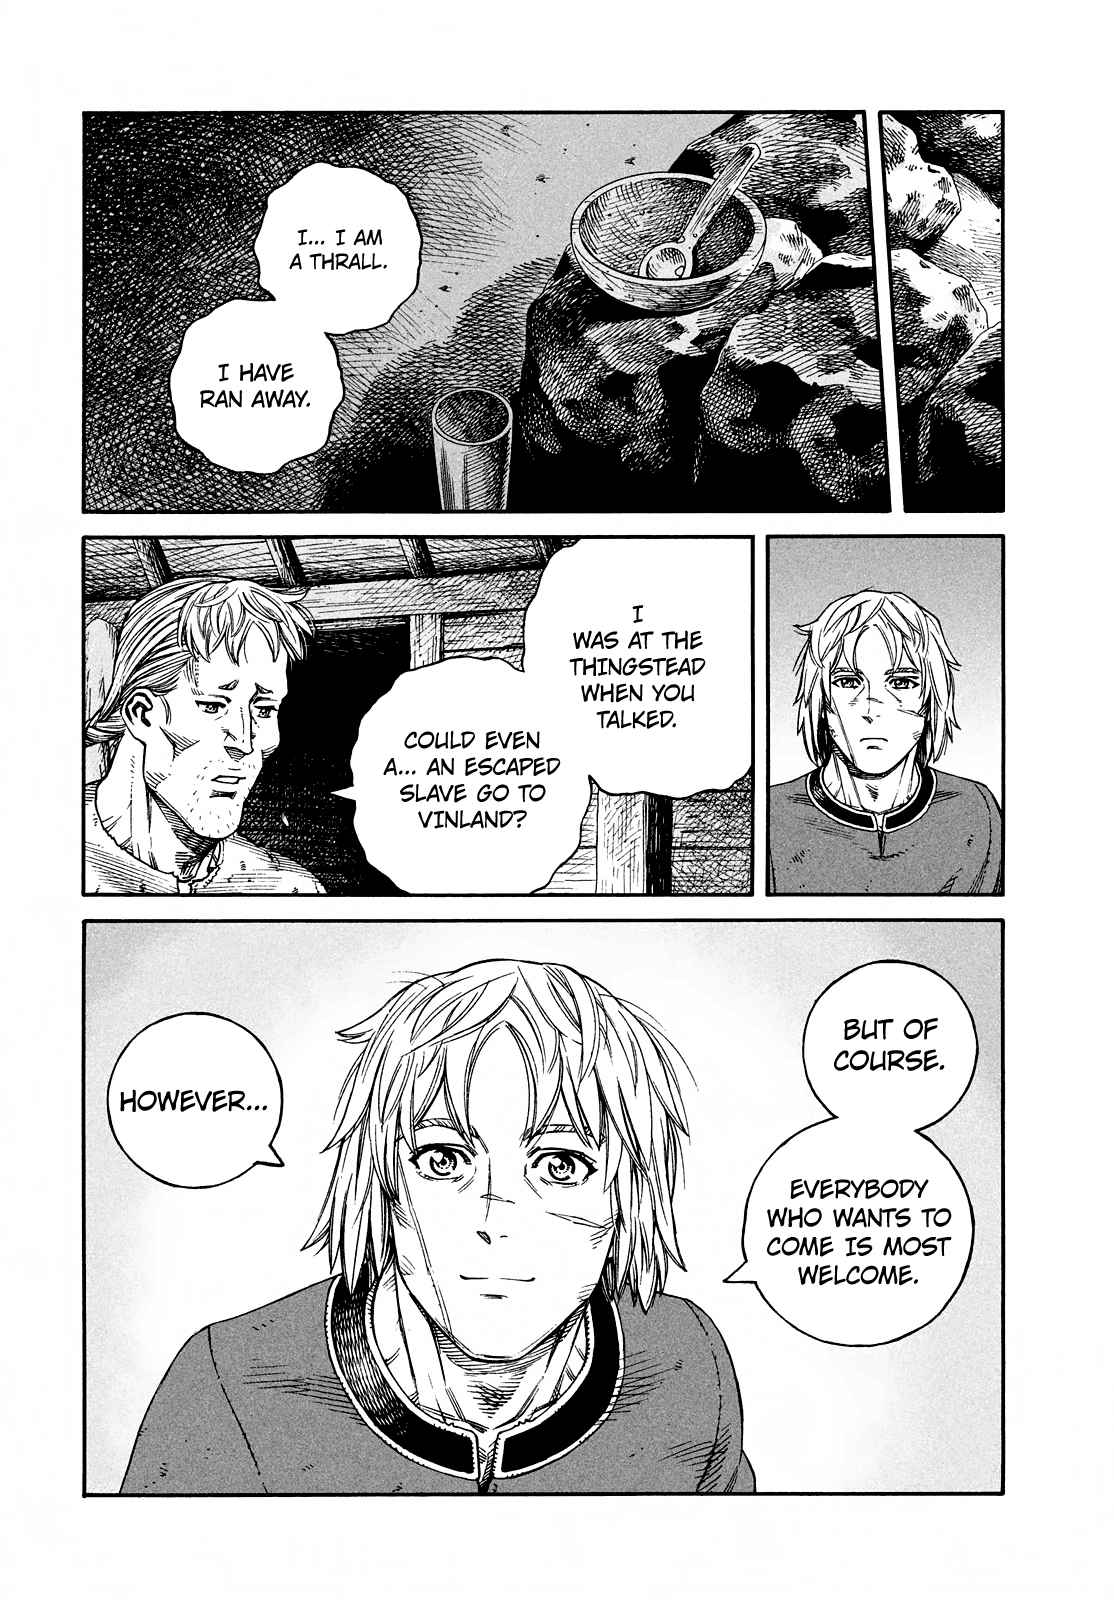 I... I AM
A THRALL.
I HAVE
RAN AWAY.
I
WAS AT THE
THINGSTEAD
WHEN YOU
TALKED.
COULD EVEN
A... AN ESCAPED
SLAVE GO TO
VINLAND?
BUT OF
COURSE.
EVERYBODY
WHO WANTS TO
COME IS MOST
WELCOME.
HOWEVER...